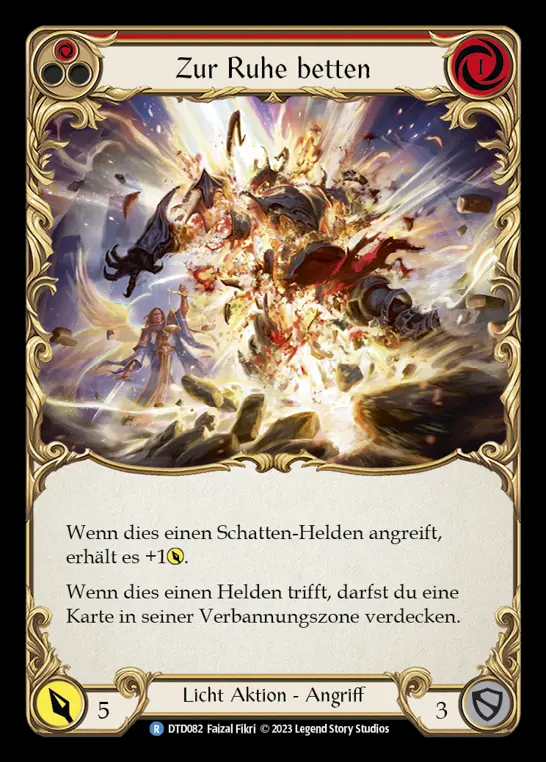 Zur Ruhe betten
I
Wenn dies einen Schatten-Helden angreift,
erhält es +1.
Wenn dies einen Helden trifft, darfst du eine
Karte in seiner Verbannungszone verdecken.
5
Licht Aktion - Angriff
3
R DTD082 Faizal Fikri © 2023 Legend Story Studios